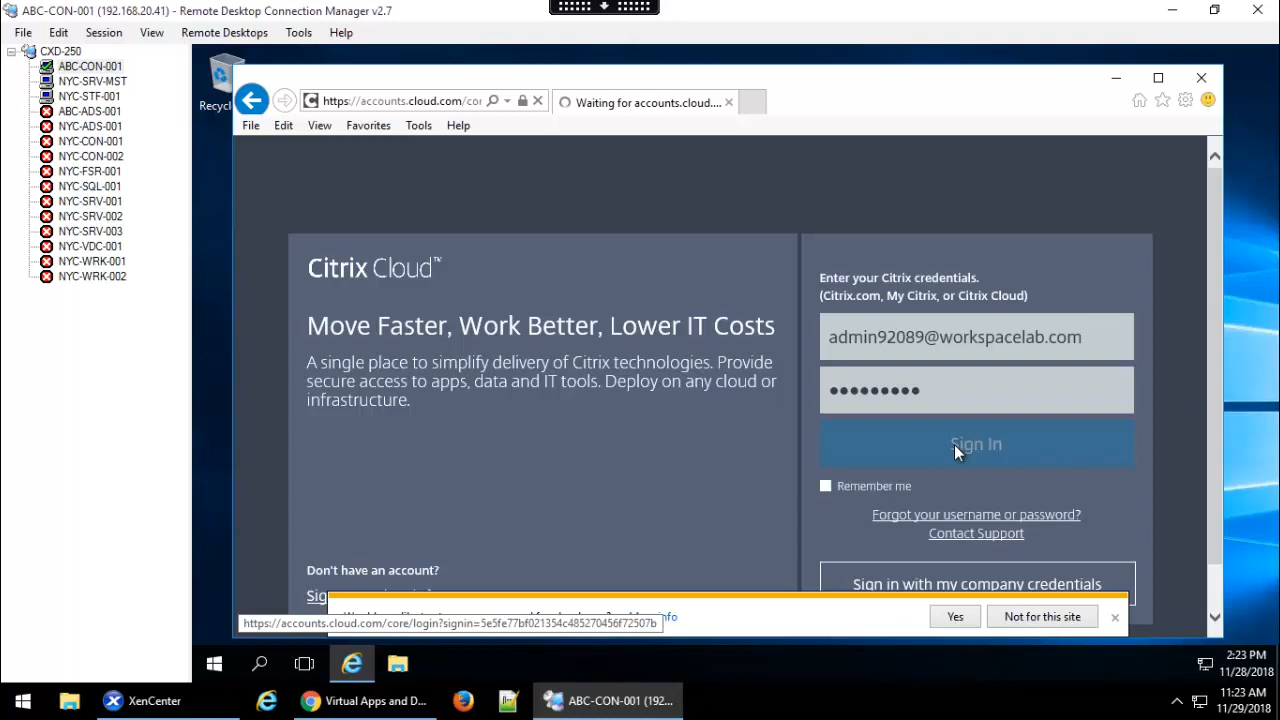 ABC-CON-001 (192.168.20.41) - Remote Desktop Connection Manager v2.7
File Edit Session View Remote Desktops Tools Help
CXD-250
ABC-CON-001
NYC-SRV-MST
NYC-STF-001
ABC-ADS-001
NYC-ADS-001
NYC-CON-001
NYC-CON-002
NYC-FSR-001
NYC-SQL-001
NYC-SRV-001
NYC-SRV-002
NYC-SRV-003
NYC-VDC-001
NYC-WRK-001
NYC-WRK-002
https://accounts.cloud.com/co
Waiting for accounts.cloud....
File Edit View Favorites Tools Help
Citrix Cloud™
Move Faster, Work Better, Lower IT Costs
A single place to simplify delivery of Citrix technologies. Provide
secure access to apps, data and IT tools. Deploy on any cloud or
infrastructure.
Don't have an account?
Enter your Citrix credentials.
(Citrix.com, My Citrix, or Citrix Cloud)
admin92089@workspacelab.com
Sign In
Remember me
Forgot your username or password?
Contact Support
Sign in with my company credentials
Yes Not for this site
https://accounts.cloud.com/core/login?signin=5e5fe77bf021354c485270456f72507b
2:23 PM
11/28/2018
XenCenter
Virtual Apps and D...
ABC-CON-001 (192...
11:23 AM
11/29/2018